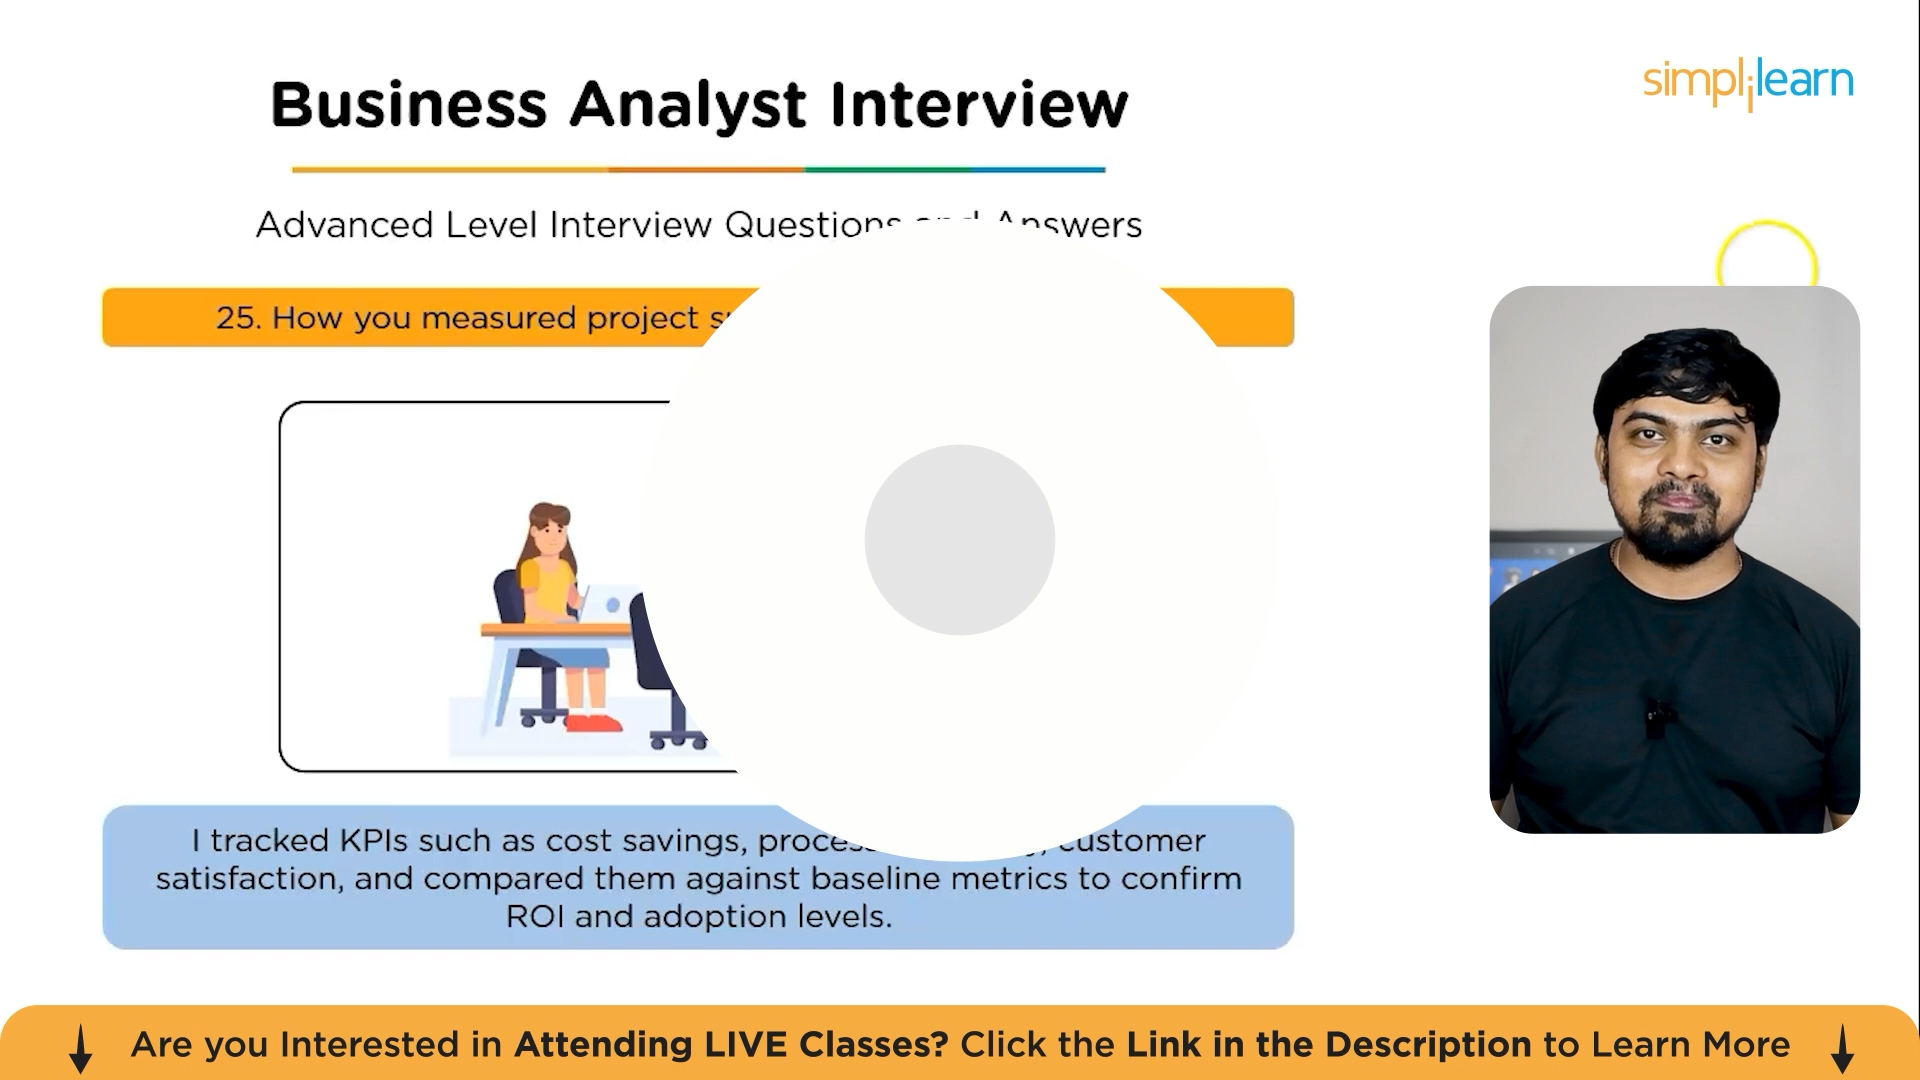 simplilearn
Business Analyst Interview
Advanced Level Interview Questions and Answers
25. How you measured project
I tracked KPIs such as cost savings, customer
satisfaction, and compared them against baseline metrics to confirm
ROI and adoption levels.
Are you Interested in Attending LIVE Classes? Click the Link in the Description to Learn More